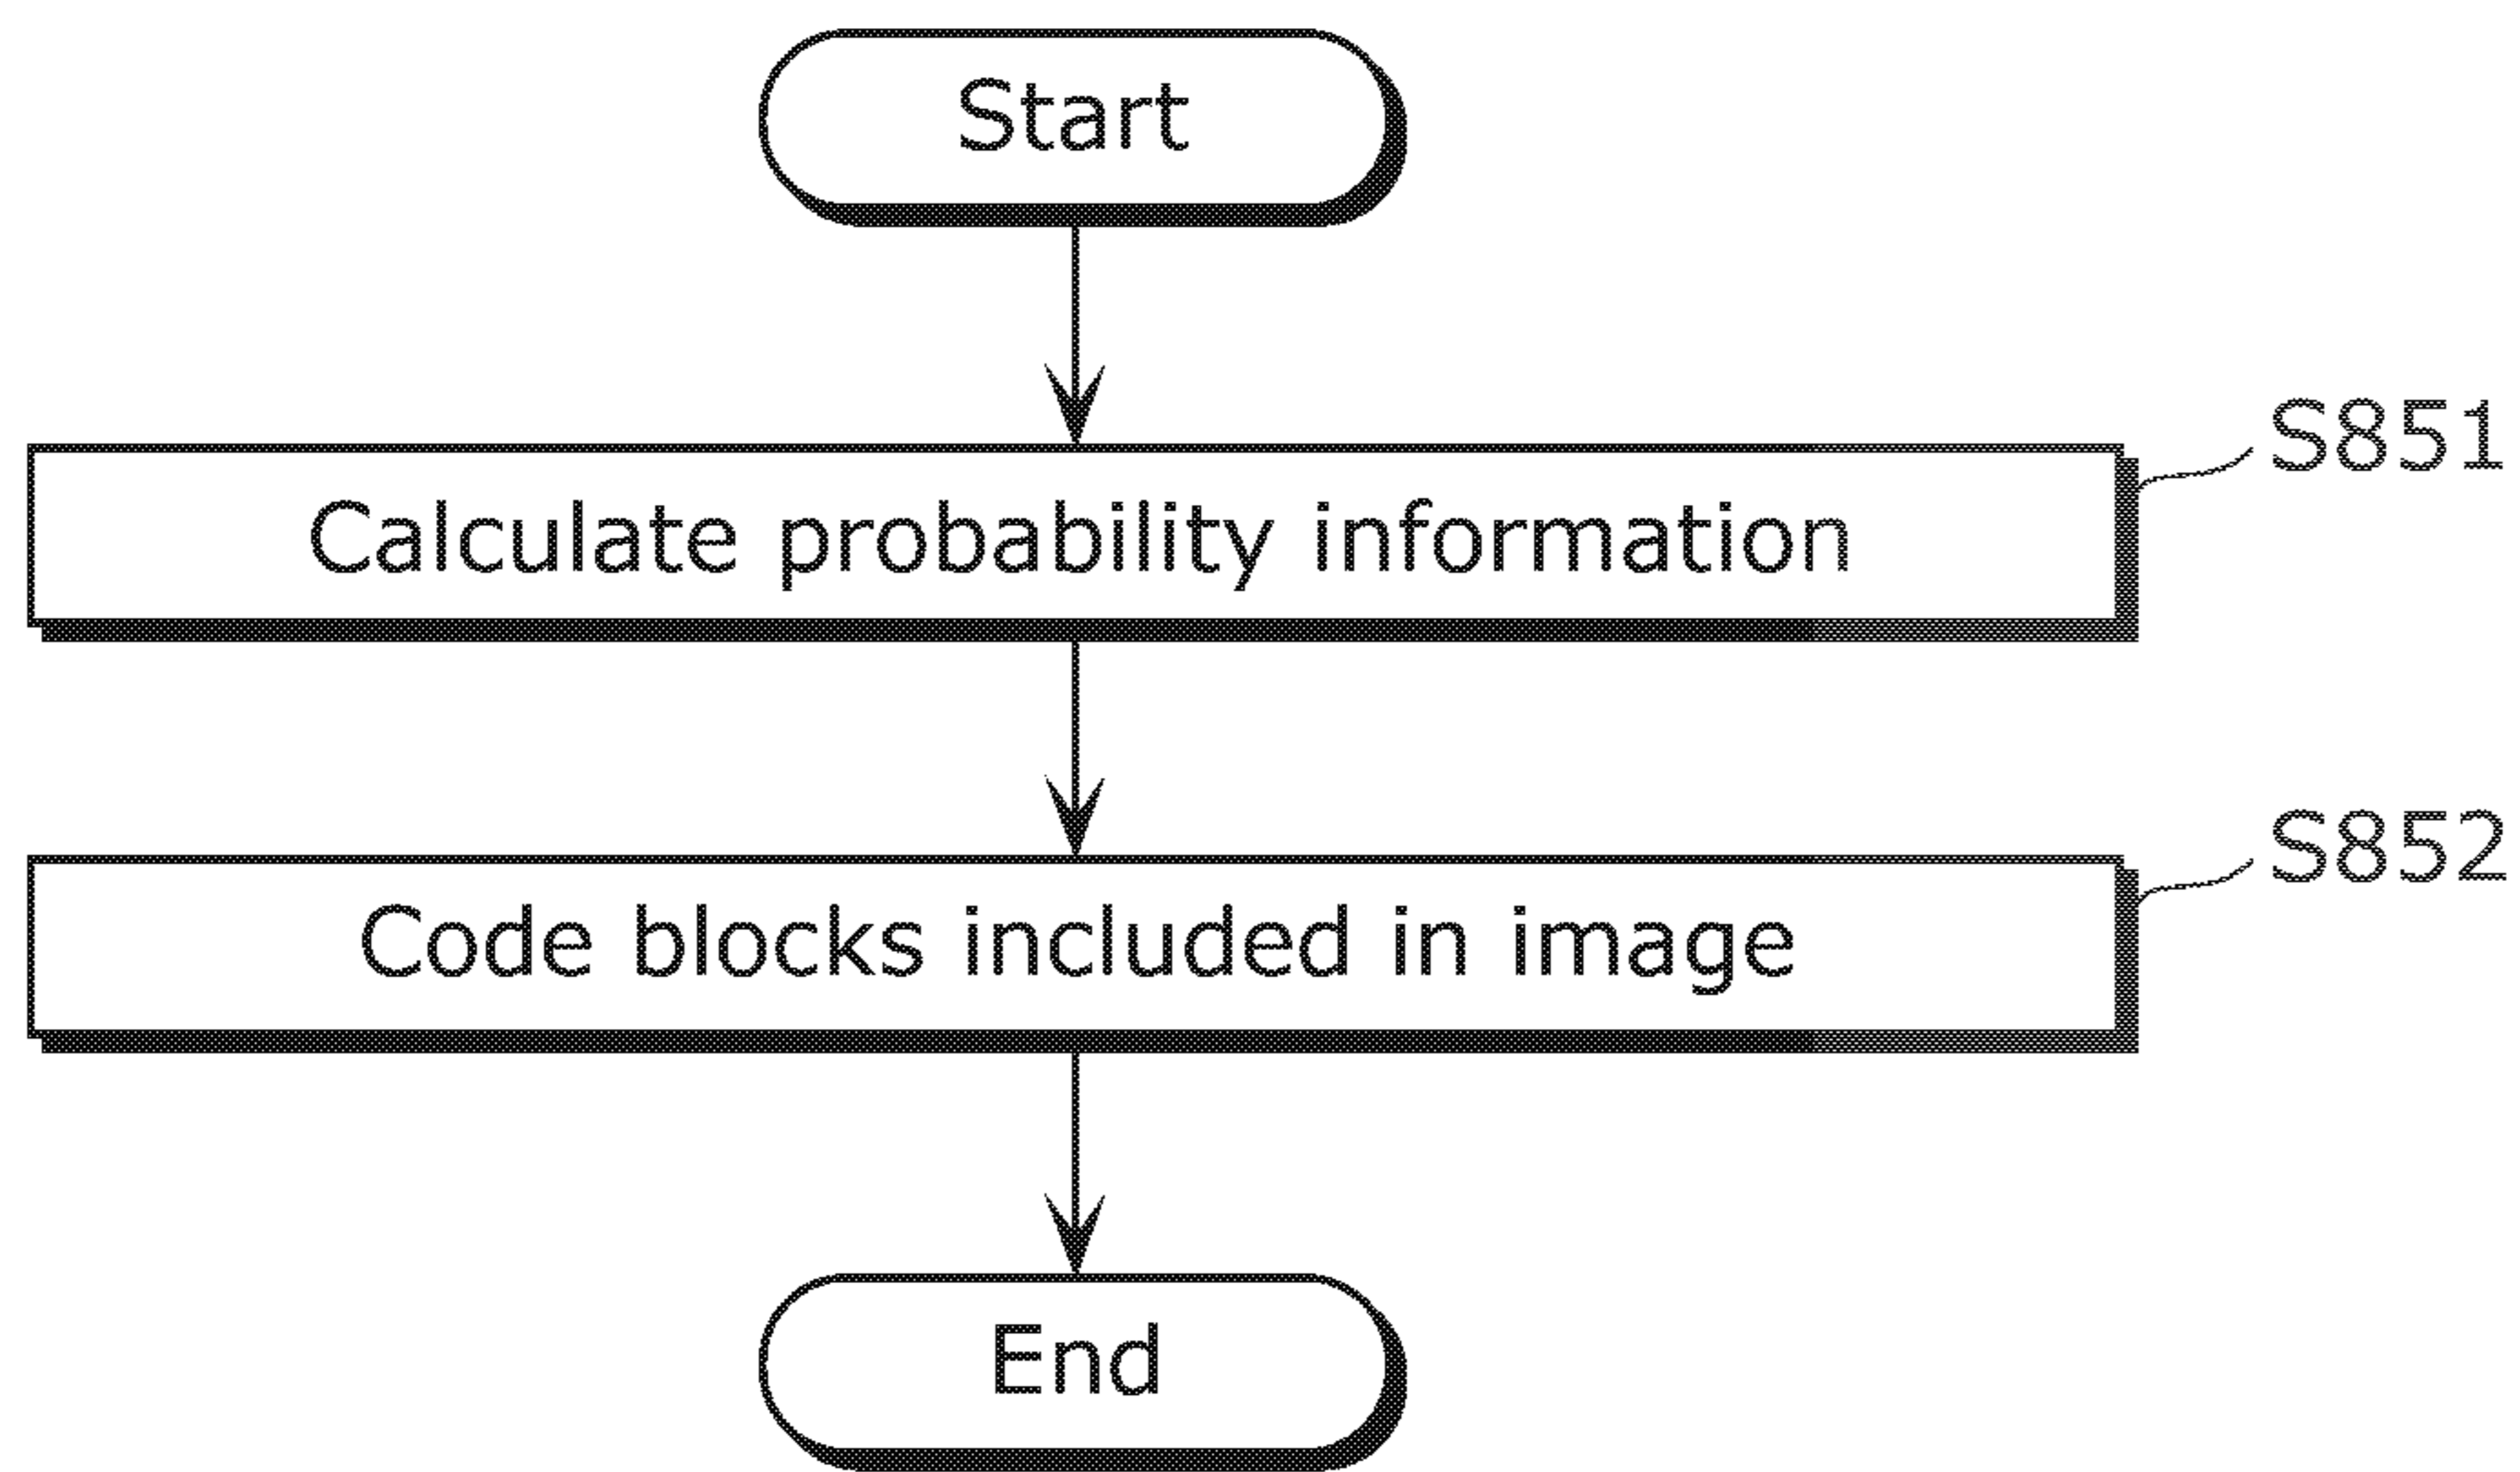 Start
S851
Calculate probability information
S852
Code blocks included in image
End